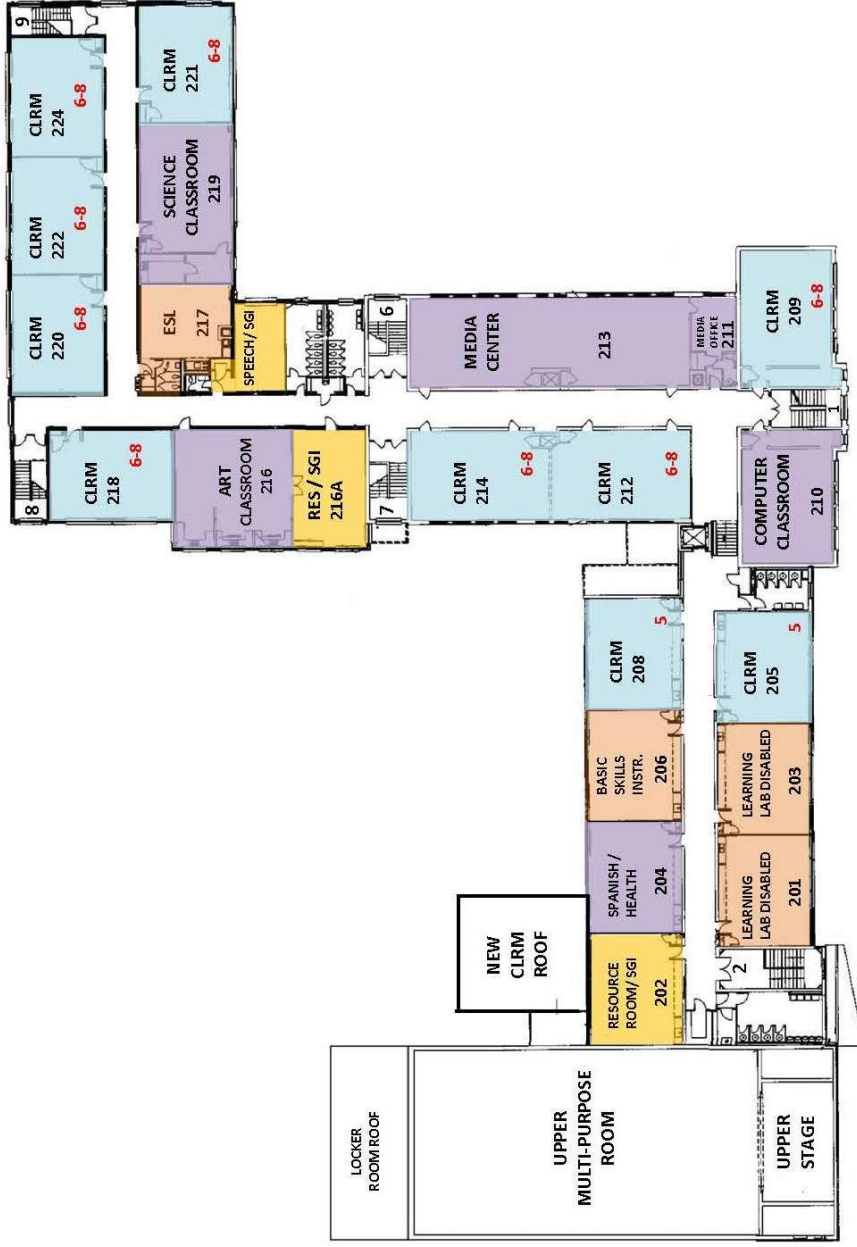 9
CLRM
224
6-8
CLRM
222
6-8
CLRM
220
6-8
CLRM
221
6-8
SCIENCE
CLASSROOM
219
ESL
217
SPEECH/ SGI
8
CLRM
218
6-8
ART
CLASSROOM
216
RES / SGI
216A
7
6
MEDIA
CENTER
213
MEDIA
OFFICE
211
CLRM
209
6-8
CLRM
214
6-8
CLRM
212
6-8
1
COMPUTER
CLASSROOM
210
CLRM
208
5
CLRM
205
5
BASIC
SKILLS
INSTR.
206
LEARNING
LAB DISABLED
203
SPANISH /
HEALTH
204
LEARNING
LAB DISABLED
201
RESOURCE
ROOM/ SGI
202
2
NEW
CLRM
ROOF
LOCKER
ROOM ROOF
UPPER
MULTI-PURPOSE
ROOM
UPPER
STAGE